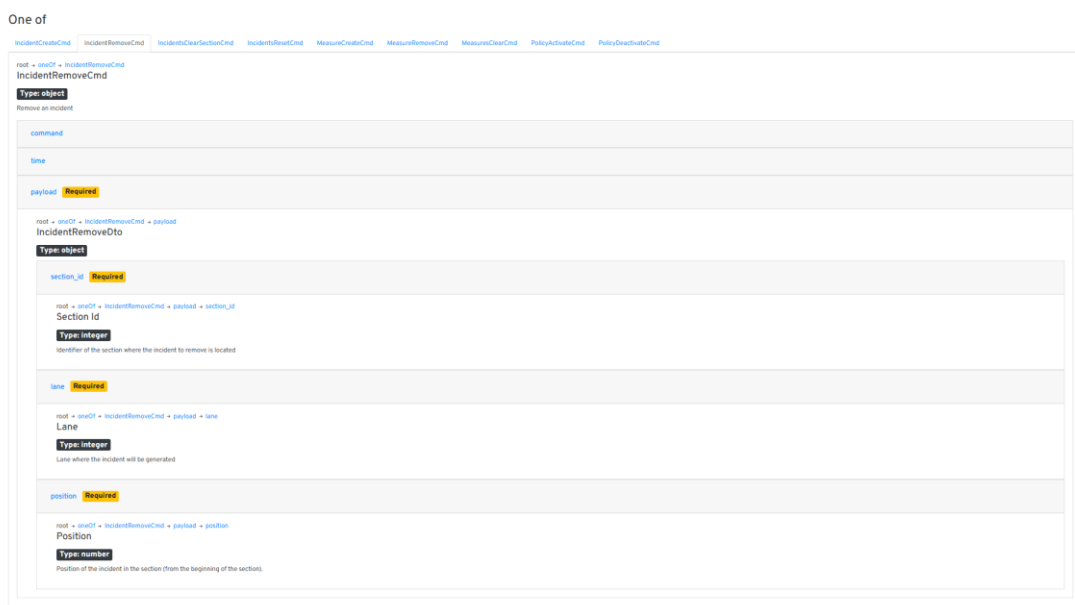 One of
IncidentCreateCmd IncidentRemoveCmd IncidentsClearSectionCmd IncidentsResetCmd MeasureCreateCmd MeasureRemoveCmd MeasuresClearCmd PolicyActivateCmd PolicyDeactivateCmd
root → oneOf → IncidentRemoveCmd
IncidentRemoveCmd
Type: object
Remove an incident
command
time
payload Required
root → oneOf → IncidentRemoveCmd → payload
IncidentRemoveDto
Type: object
section_id Required
root → oneOf → IncidentRemoveCmd → payload → section_id
Section Id
Type: integer
Identifier of the section where the incident to remove is located
lane Required
root → oneOf → IncidentRemoveCmd → payload → lane
Lane
Type: integer
Lane where the incident will be generated
position Required
root → oneOf → IncidentRemoveCmd → payload → position
Position
Type: number
Position of the incident in the section (from the beginning of the section).